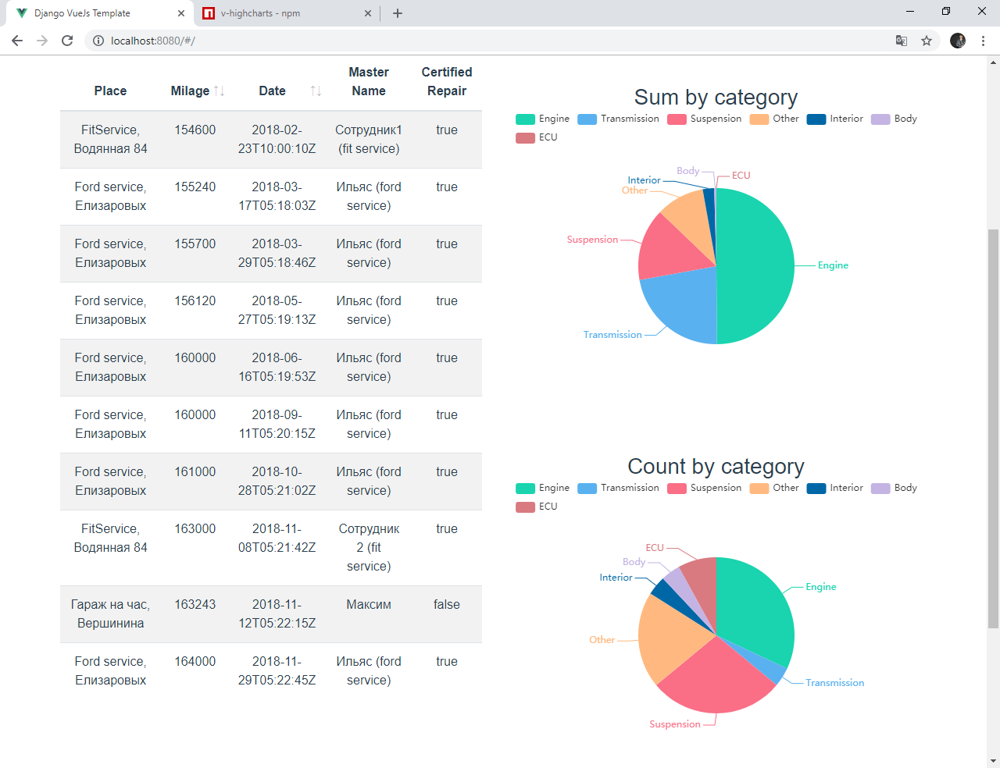 Django VueJs Template
v-highcharts - npm
localhost:8080/#/
Place
Milage
Date
Master
Name
Certified
Repair
FitService,
Водянная 84
154600
2018-02-
23T10:00:10Z
Сотрудник1
(fit service)
true
Ford service,
Елизаровых
155240
2018-03-
17T05:18:03Z
Ильяс (ford
service)
true
Ford service,
Елизаровых
155700
2018-03-
29T05:18:46Z
Ильяс (ford
service)
true
Ford service,
Елизаровых
156120
2018-05-
27T05:19:13Z
Ильяс (ford
service)
true
Ford service,
Елизаровых
160000
2018-06-
16T05:19:53Z
Ильяс (ford
service)
true
Ford service,
Елизаровых
160000
2018-09-
11T05:20:15Z
Ильяс (ford
service)
true
Ford service,
Елизаровых
161000
2018-10-
28T05:21:02Z
Ильяс (ford
service)
true
FitService,
Водянная 84
163000
2018-11-
08T05:21:42Z
Сотрудник
2 (fit
service)
true
Гараж на час,
Вершинина
163243
2018-11-
12T05:22:15Z
Максим
false
Ford service,
Елизаровых
164000
2018-11-
29T05:22:45Z
Ильяс (ford
service)
true
Sum by category
Engine Transmission Suspension Other Interior Body
ECU
Body
ECU
Interior
Other
Suspension
Engine
Transmission
Count by category
Engine Transmission Suspension Other Interior Body
ECU
ECU
Body
Interior
Engine
Other
Transmission
Suspension